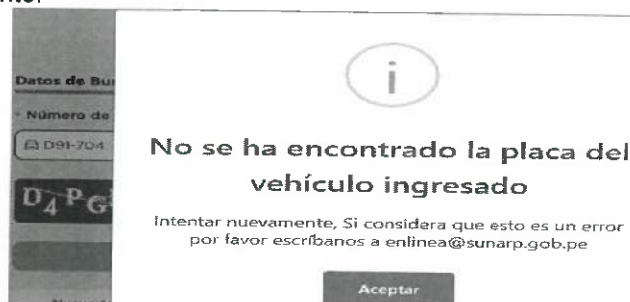 Datos de Bu
* Número de
D91-704
D4PG
i
No se ha encontrado la placa del
vehículo ingresado
Intentar nuevamente, Si considera que esto es un error
por favor escríbanos a enlinea@sunarp.gob.pe
Aceptar